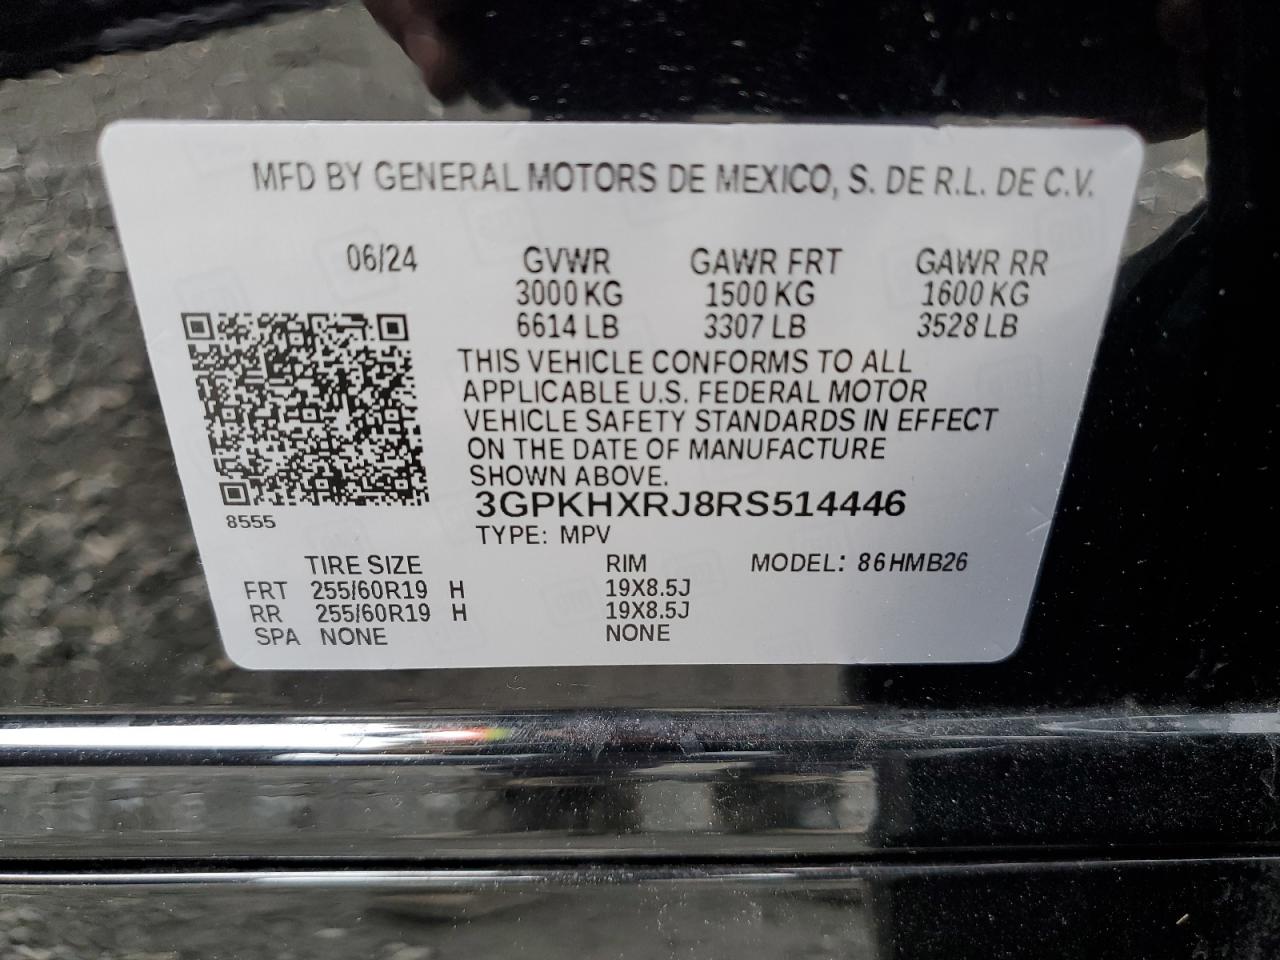 MFD BY GENERAL MOTORS DE MEXICO, S. DE R.L. DE C.V.
06/24 GVWR GAWR FRT GAWR RR
3000 KG 1500 KG 1600 KG
6614 LB 3307 LB 3528 LB
THIS VEHICLE CONFORMS TO ALL
APPLICABLE U.S. FEDERAL MOTOR
VEHICLE SAFETY STANDARDS IN EFFECT
ON THE DATE OF MANUFACTURE
SHOWN ABOVE.
3GPKHXRJ8RS514446
8555
TYPE: MPV
TIRE SIZE RIM MODEL: 86HMB26
FRT 255/60R19 H 19X8.5J
RR 255/60R19 H 19X8.5J
SPA NONE NONE